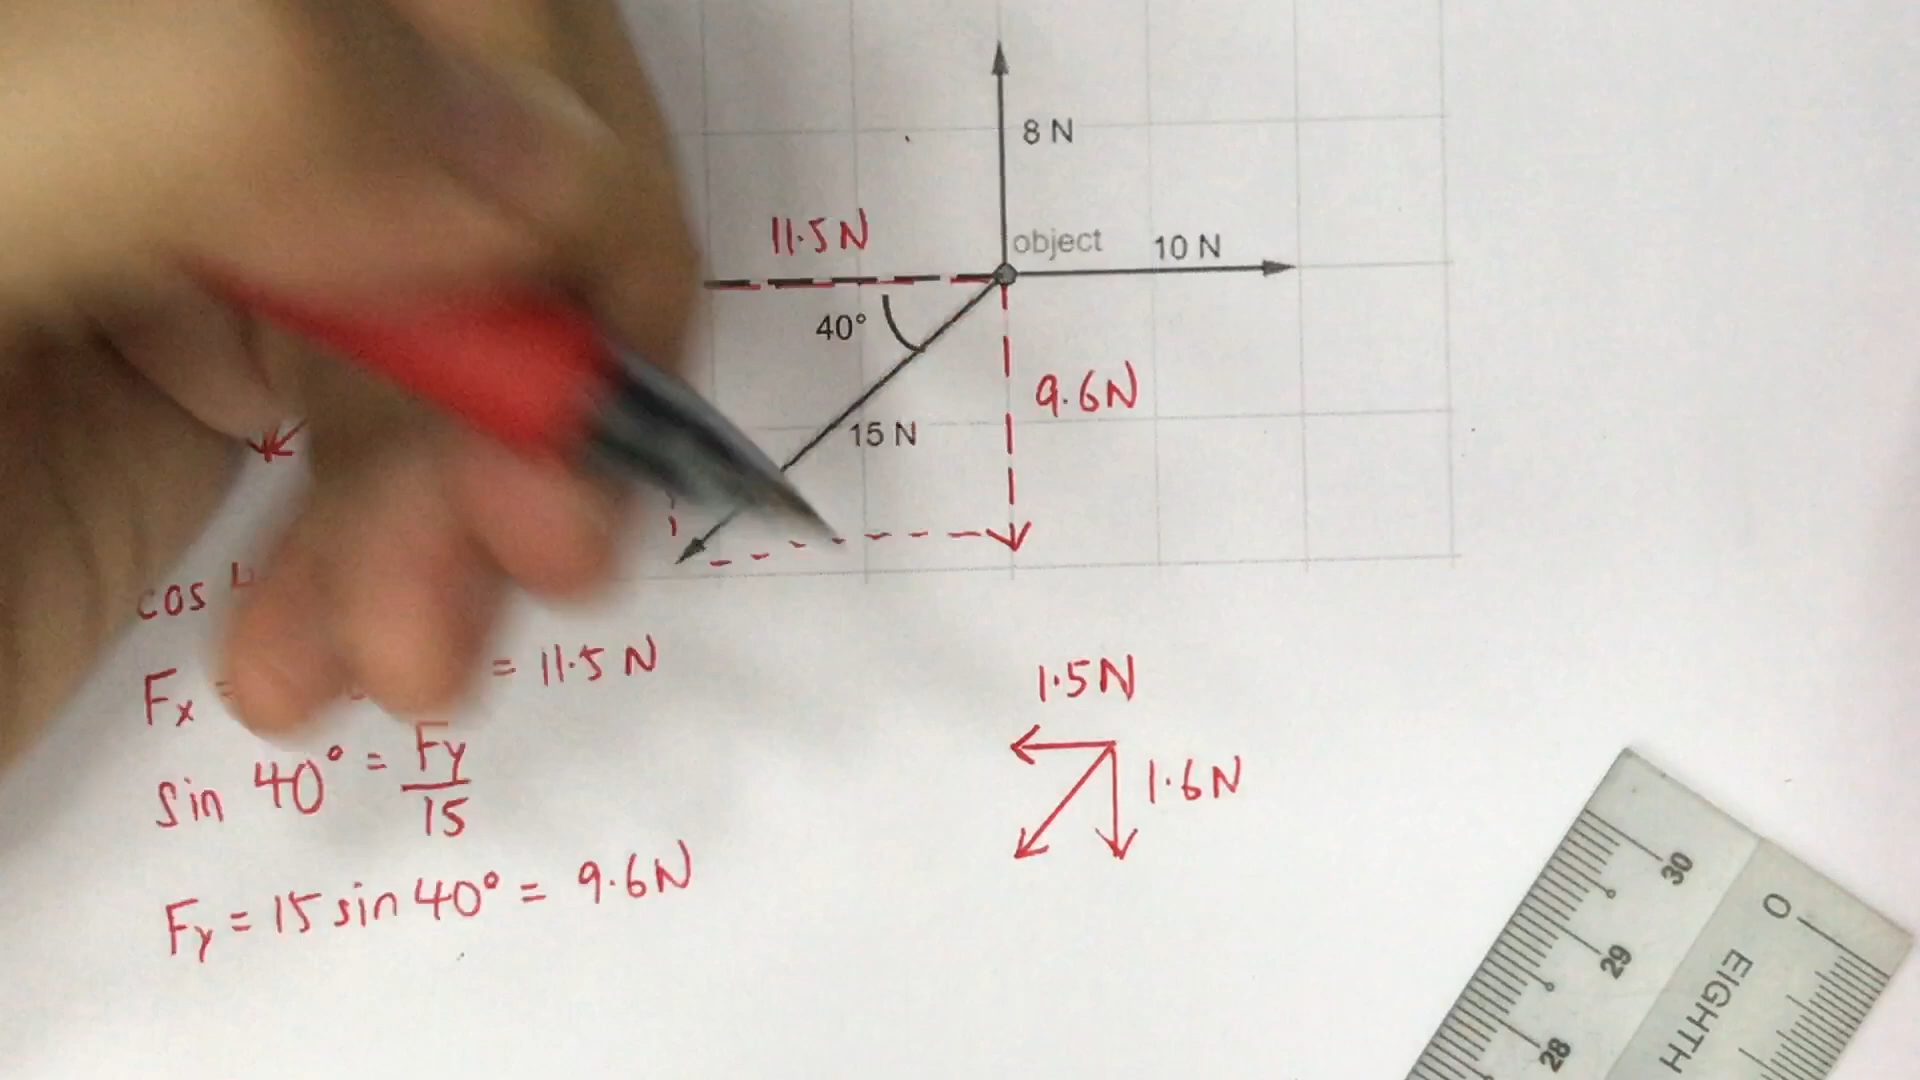 8 N
11.5 N
object
10 N
40°
9.6 N
15 N
cos
Fx = = 11.5 N
sin 40° = Fy / 15
Fy = 15 sin 40° = 9.6 N
1.5 N
1.6 N
30
29
28
0
EIGHTH